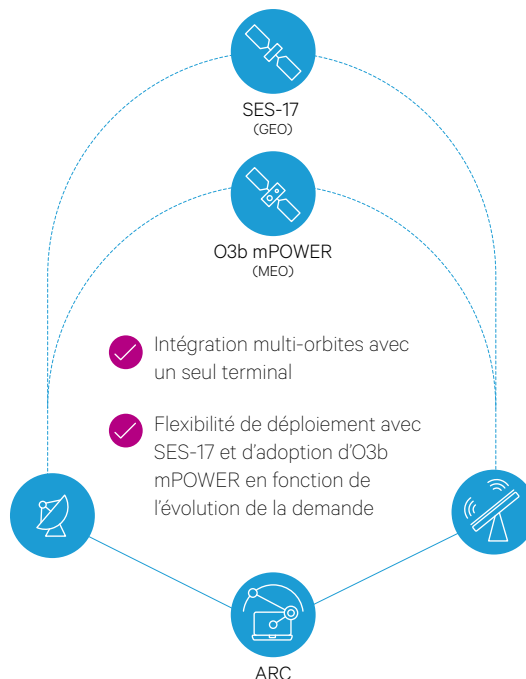 SES-17
(GEO)
O3b mPOWER
(MEO)
Intégration multi-orbites avec
un seul terminal
Flexibilité de déploiement avec
SES-17 et d’adoption d’O3b
mPOWER en fonction de
l’évolution de la demande
ARC